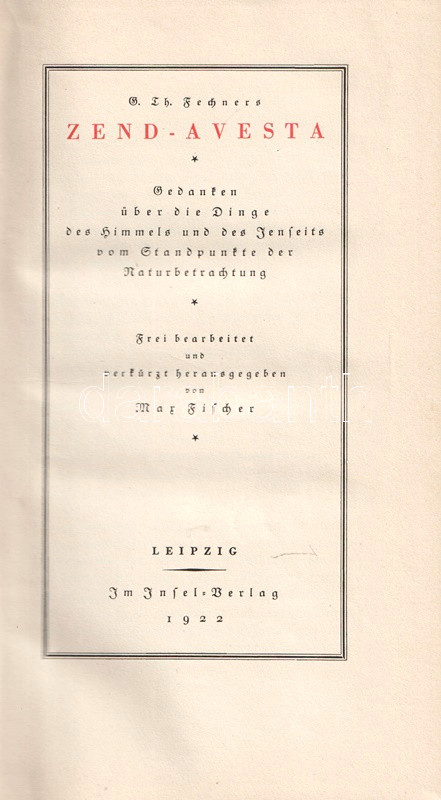 G. Th. Fechners
ZEND-AVESTA
*
Gedanken
über die Dinge
des Himmels und des Jenseits
vom Standpunkte der
Naturbetrachtung
*
Frei bearbeitet
und
verkürzt herausgegeben
von
Max Fischer
*
LEIPZIG
Im Insel-Verlag
1922